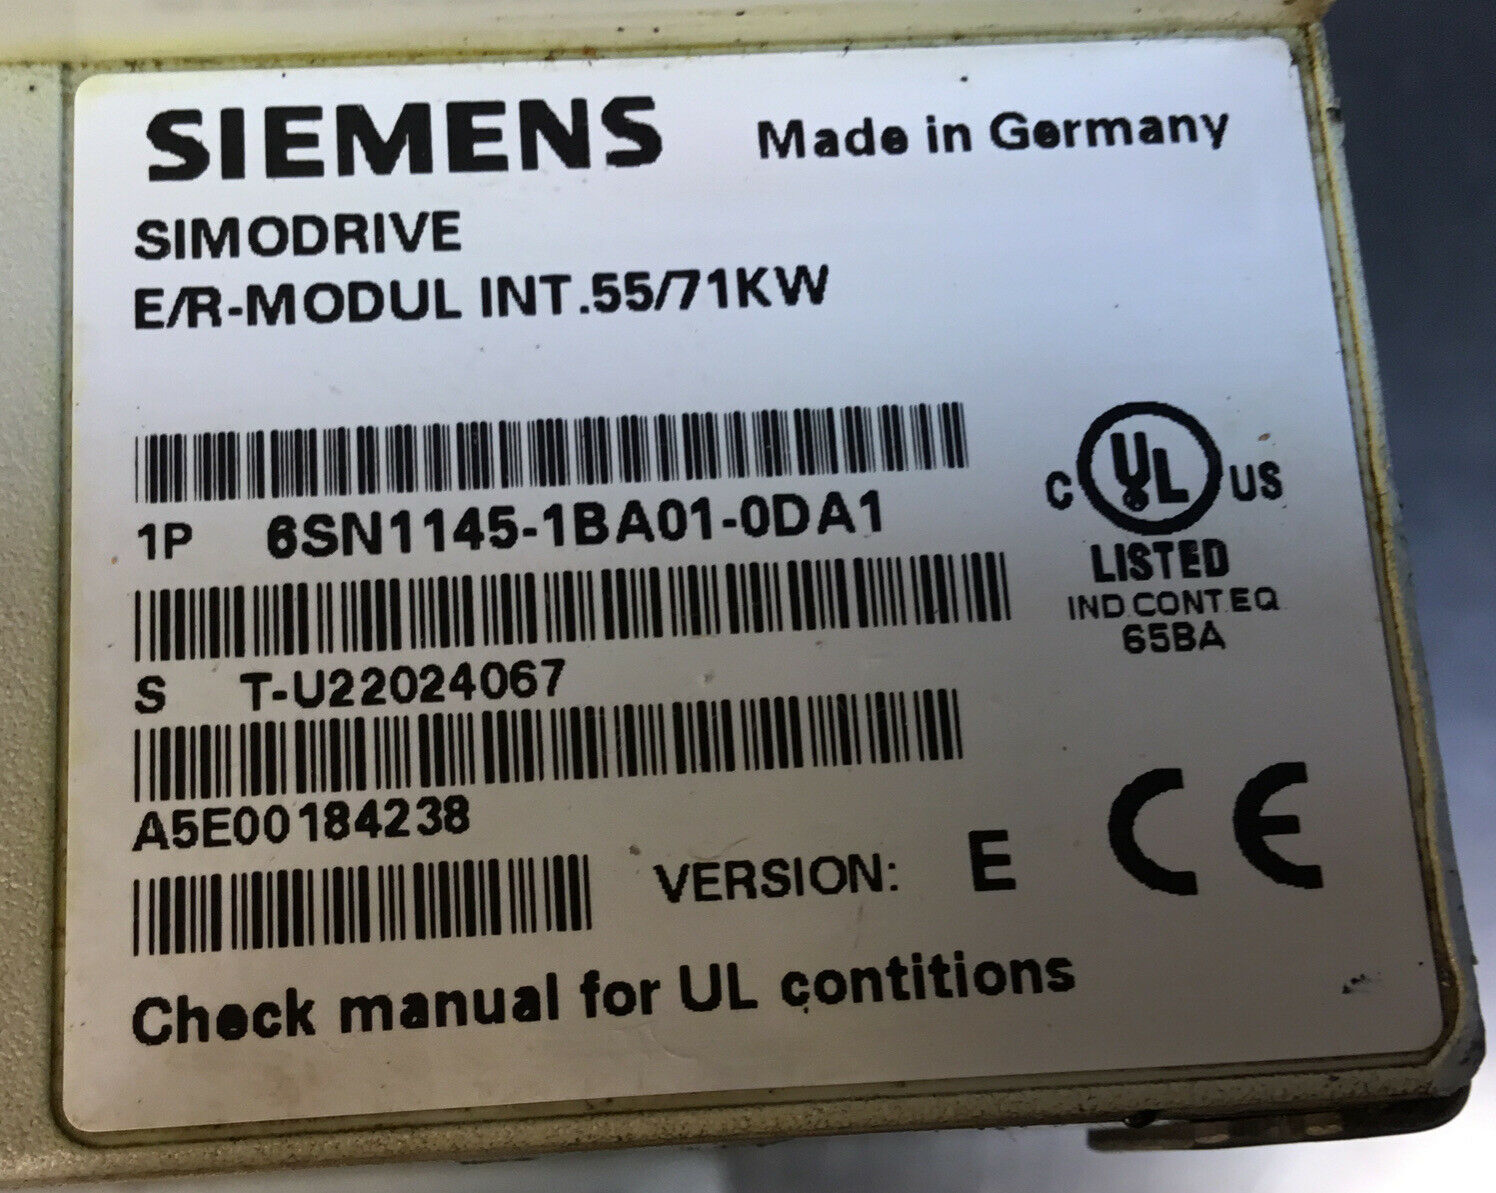 SIEMENS Made in Germany
SIMODRIVE
E/R-MODUL INT.55/71KW
1P 6SN1145-1BA01-0DA1
C UL US
LISTED
IND.CONT.EQ.
65BA
S T-U22024067
A5E00184238
VERSION: E CE
Check manual for UL contitions